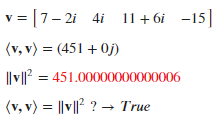 v = [7 − 2i 4i 11 + 6i −15]
⟨v, v⟩ = (451 + 0j)
||v||² = 451.00000000000006
⟨v, v⟩ = ||v||² ? → True